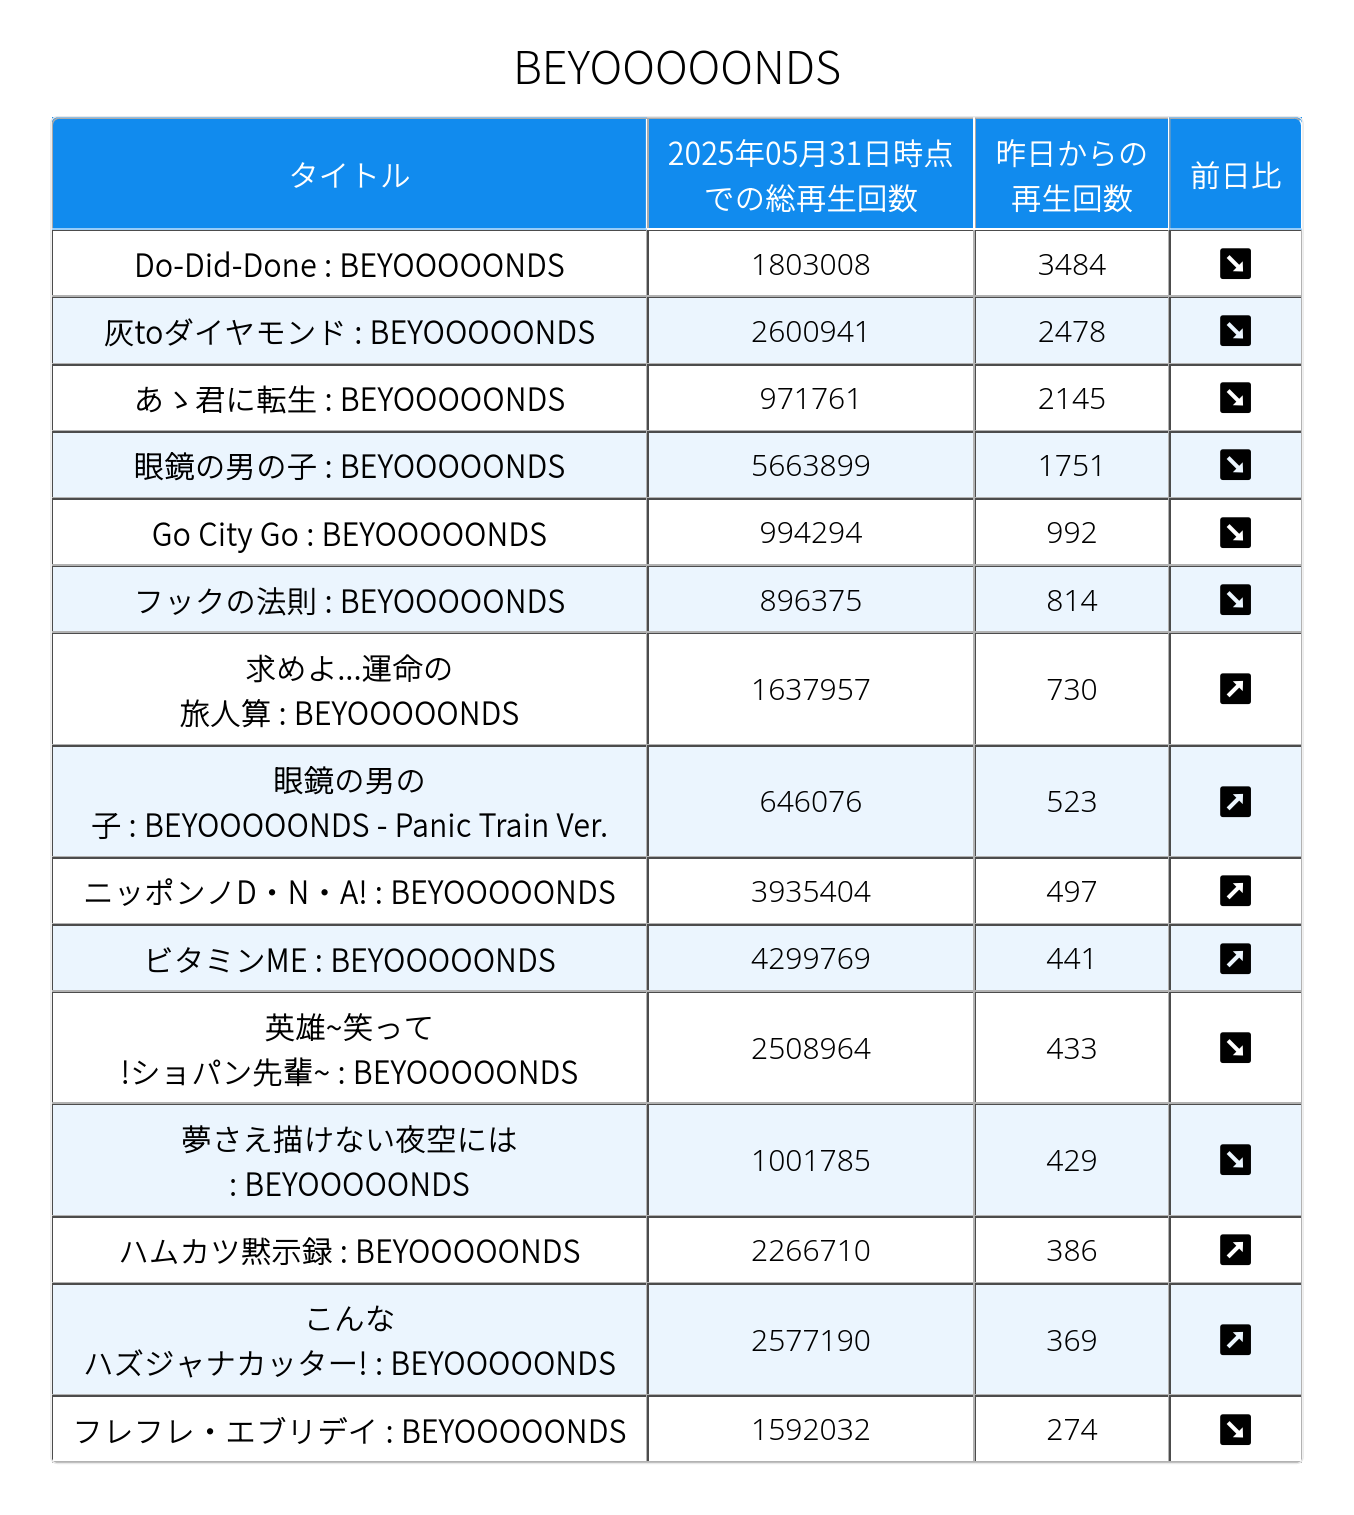 BEYOOOOONDS
タイトル
2025年05月31日時点
での総再生回数
昨日からの
再生回数
前日比
Do-Did-Done : BEYOOOOONDS 1803008 3484
灰toダイヤモンド : BEYOOOOONDS 2600941 2478
あゝ君に転生 : BEYOOOOONDS 971761 2145
眼鏡の男の子 : BEYOOOOONDS 5663899 1751
Go City Go : BEYOOOOONDS 994294 992
フックの法則 : BEYOOOOONDS 896375 814
求めよ...運命の
旅人算 : BEYOOOOONDS
1637957 730
眼鏡の男の
子 : BEYOOOOONDS - Panic Train Ver.
646076 523
ニッポンノD・N・A! : BEYOOOOONDS 3935404 497
ビタミンME : BEYOOOOONDS 4299769 441
英雄~笑って
!ショパン先輩~ : BEYOOOOONDS
2508964 433
夢さえ描けない夜空には
: BEYOOOOONDS
1001785 429
ハムカツ黙示録 : BEYOOOOONDS 2266710 386
こんな
ハズジャナカッター! : BEYOOOOONDS
2577190 369
フレフレ・エブリデイ : BEYOOOOONDS 1592032 274